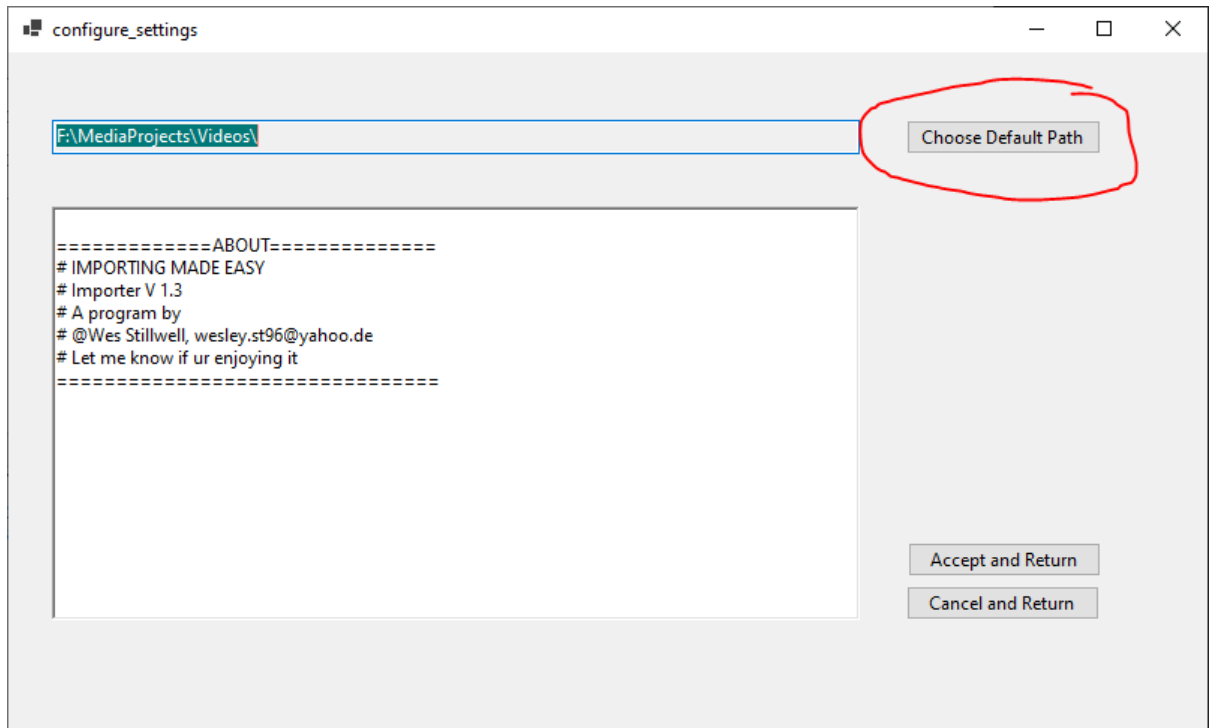 configure_settings
F:\MediaProjects\Videos\
Choose Default Path
=============ABOUT==============
# IMPORTING MADE EASY
# Importer V 1.3
# A program by
# @Wes Stillwell, wesley.st96@yahoo.de
# Let me know if ur enjoying it
================================
Accept and Return
Cancel and Return